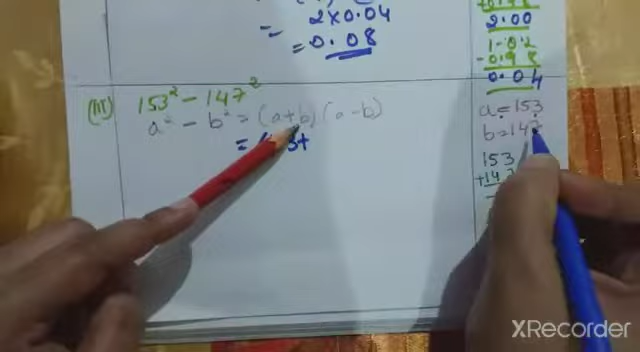 2×0.04
= 0.08
2.00
1.02
-0.98
0.04
(III) 153² - 147²
a² - b² = (a+b) (a-b)
a = 153
b = 147
153
XRecorder